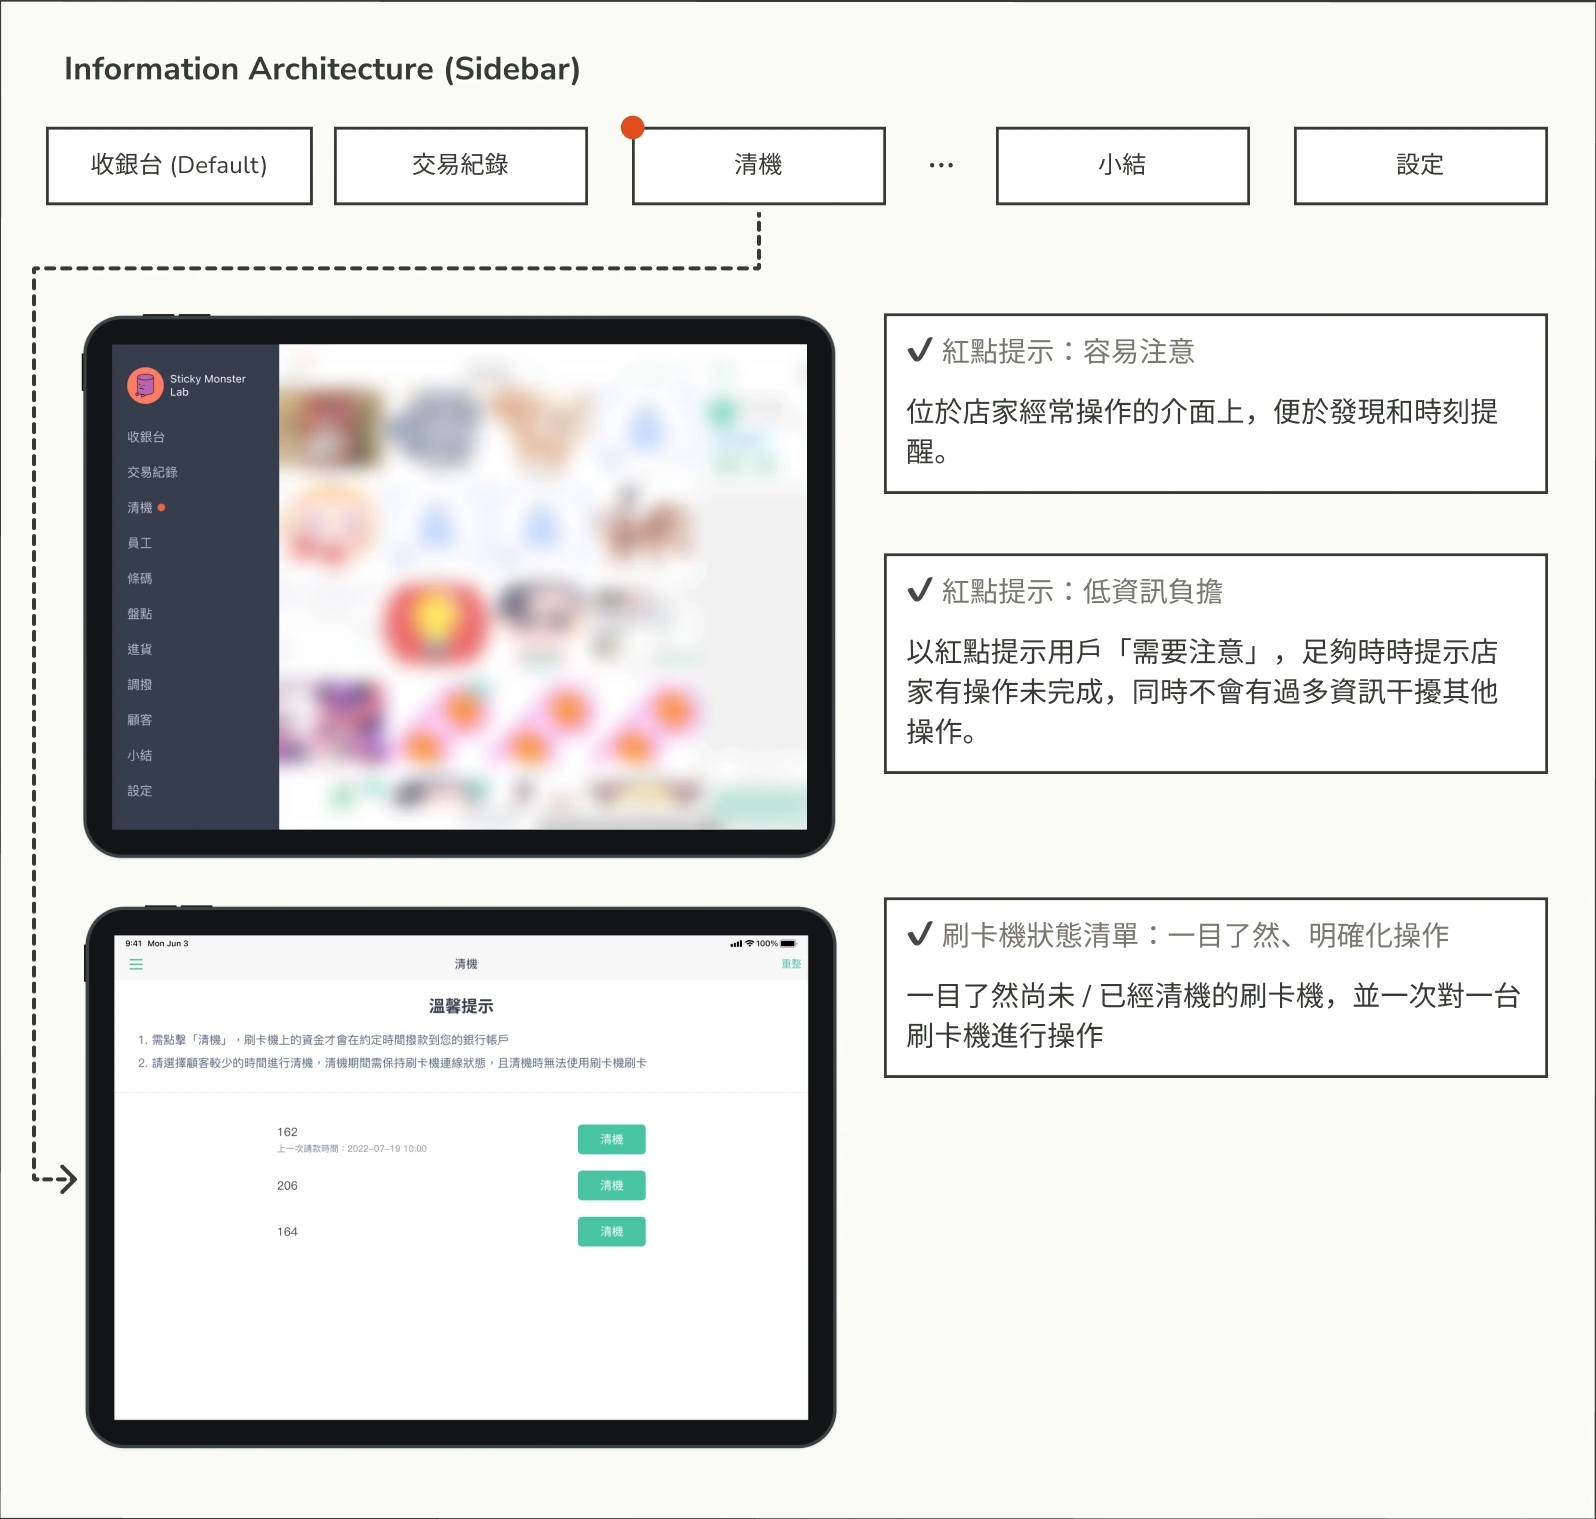 Information Architecture (Sidebar)
收銀台 (Default)
交易紀錄
清機
...
小結
設定
Sticky Monster
Lab
收銀台
交易紀錄
清機
員工
條碼
盤點
進貨
調撥
顧客
小結
設定
✓ 紅點提示：容易注意
位於店家經常操作的介面上，便於發現和時刻提
醒。
✓ 紅點提示：低資訊負擔
以紅點提示用戶「需要注意」，足夠時時提示店
家有操作未完成，同時不會有過多資訊干擾其他
操作。
9:41 Mon Jun 3
100%
清機
重整
溫馨提示
1. 需點擊「清機」，刷卡機上的資金才會在約定時間撥款到您的銀行帳戶
2. 請選擇顧客較少的時間進行清機，清機期間需保持刷卡機連線狀態，且清機時無法使用刷卡機刷卡
162
上一次請款時間：2022-07-19 10:00
清機
206
清機
164
清機
✓ 刷卡機狀態清單：一目了然、明確化操作
一目了然尚未 / 已經清機的刷卡機，並一次對一台
刷卡機進行操作